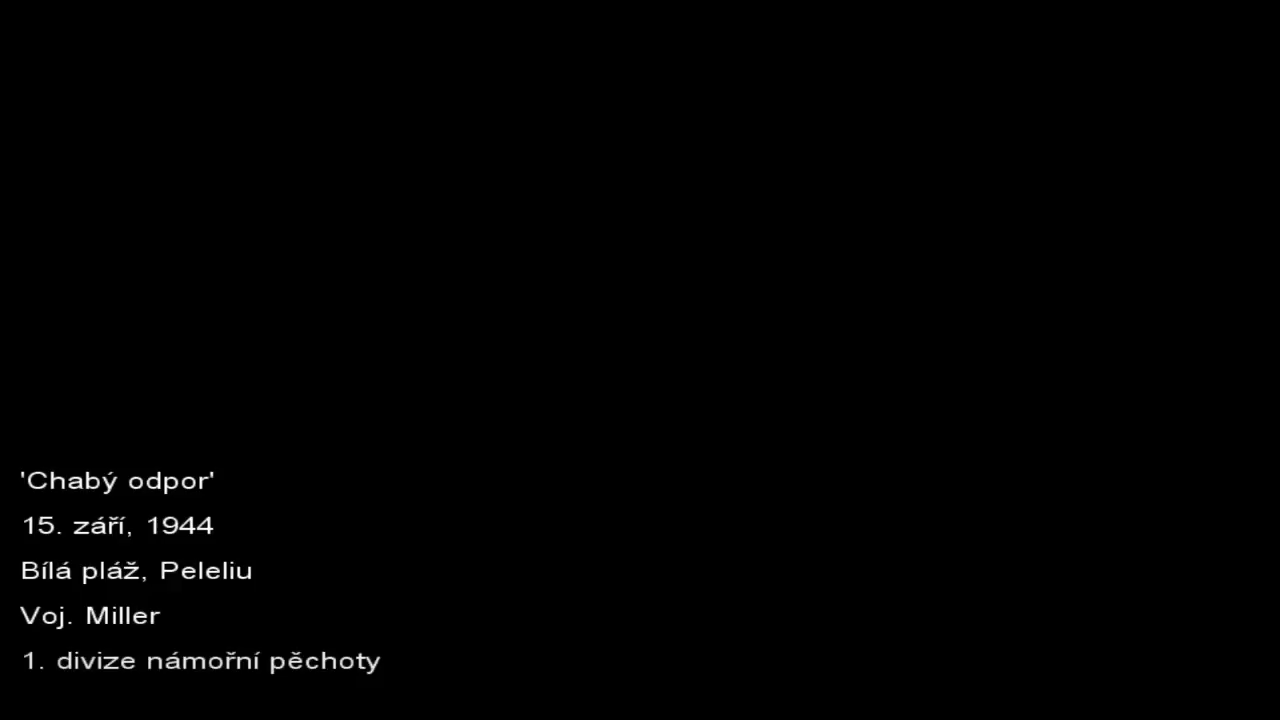 'Chabý odpor'
15. září, 1944
Bílá pláž, Peleliu
Voj. Miller
1. divize námořní pěchoty